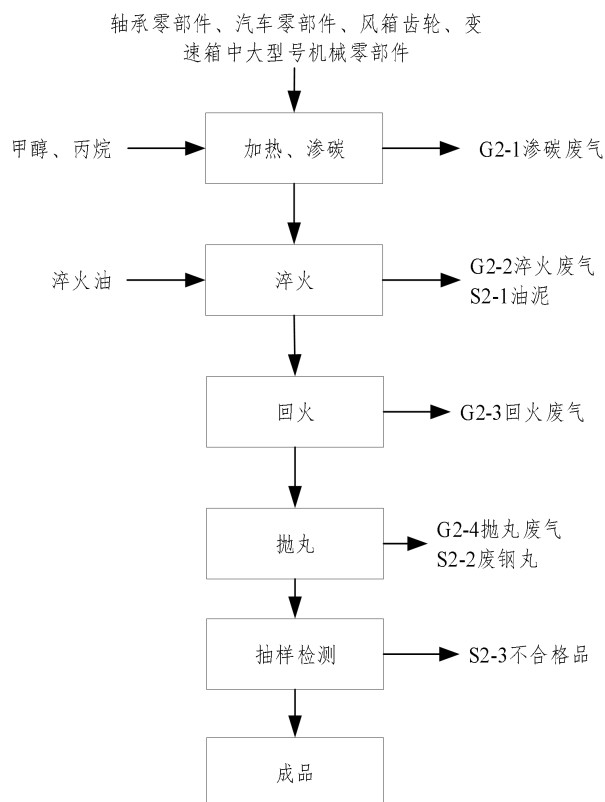 轴承零部件、汽车零部件、风箱齿轮、变
速箱中大型号机械零部件
甲醇、丙烷
加热、渗碳
G2-1渗碳废气
淬火油
淬火
G2-2淬火废气
S2-1油泥
回火
G2-3回火废气
抛丸
G2-4抛丸废气
S2-2废钢丸
抽样检测
S2-3不合格品
成品